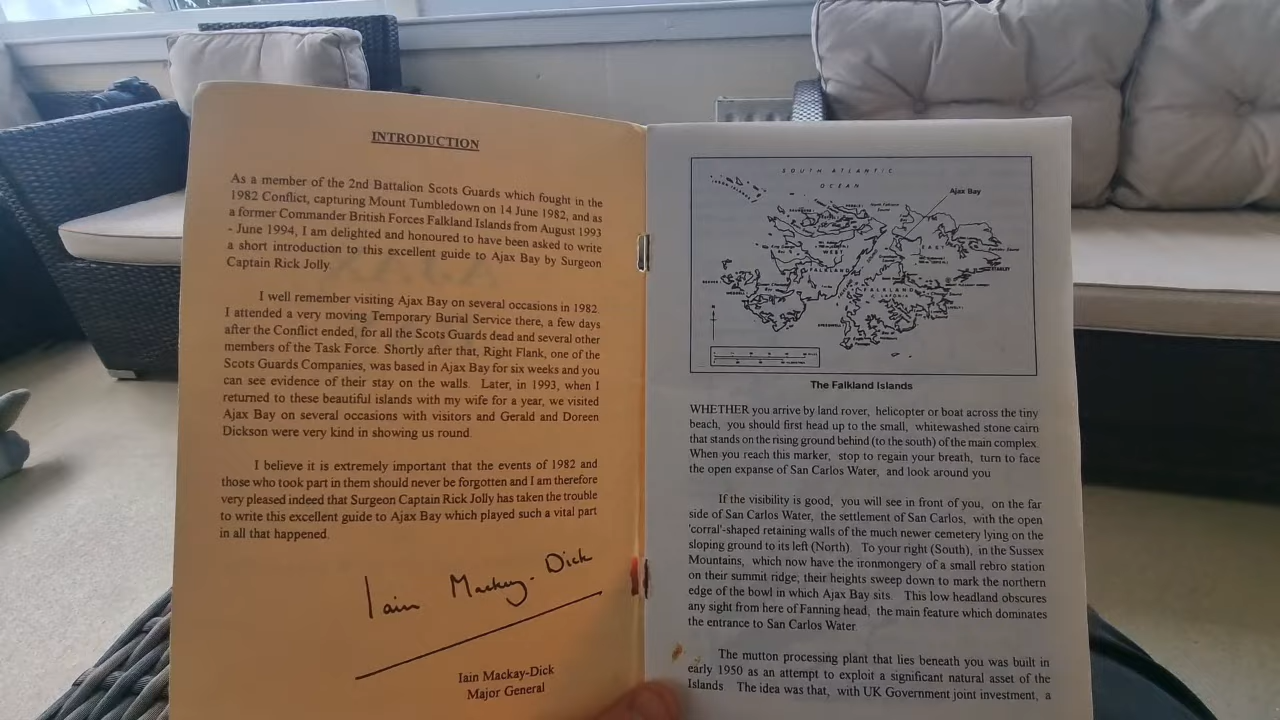 INTRODUCTION
As a member of the 2nd Battalion Scots Guards which fought in the
1982 Conflict, capturing Mount Tumbledown on 14 June 1982, and as
a former Commander British Forces Falkland Islands from August 1993
- June 1994, I am delighted and honoured to have been asked to write
a short introduction to this excellent guide to Ajax Bay by Surgeon
Captain Rick Jolly.
I well remember visiting Ajax Bay on several occasions in 1982.
I attended a very moving Temporary Burial Service there, a few days
after the Conflict ended, for all the Scots Guards dead and several other
members of the Task Force. Shortly after that, Right Flank, one of the
Scots Guards Companies, was based in Ajax Bay for six weeks and you
can see evidence of their stay on the walls. Later, in 1993, when I
returned to these beautiful islands with my wife for a year, we visited
Ajax Bay on several occasions with visitors and Gerald and Doreen
Dickson were very kind in showing us round.
I believe it is extremely important that the events of 1982 and
those who took part in them should never be forgotten and I am therefore
very pleased indeed that Surgeon Captain Rick Jolly has taken the trouble
to write this excellent guide to Ajax Bay which played such a vital part
in all that happened.
Iain Mackay-Dick
Iain Mackay-Dick
Major General
SOUTH ATLANTIC
OCEAN
Ajax Bay
WEST
FALKLAND
EAST
FALKLAND
LAFONIA
STANLEY
The Falkland Islands
WHETHER you arrive by land rover, helicopter or boat across the tiny
beach, you should first head up to the small, whitewashed stone cairn
that stands on the rising ground behind (to the south) of the main complex.
When you reach this marker, stop to regain your breath, turn to face
the open expanse of San Carlos Water, and look around you
If the visibility is good, you will see in front of you, on the far
side of San Carlos Water, the settlement of San Carlos, with the open
'corral'-shaped retaining walls of the much newer cemetery lying on the
sloping ground to its left (North). To your right (South), in the Sussex
Mountains, which now have the ironmongery of a small rebro station
on their summit ridge; their heights sweep down to mark the northern
edge of the bowl in which Ajax Bay sits. This low headland obscures
any sight from here of Fanning head, the main feature which dominates
the entrance to San Carlos Water.
The mutton processing plant that lies beneath you was built in
early 1950 as an attempt to exploit a significant natural asset of the
Islands The idea was that, with UK Government joint investment, a